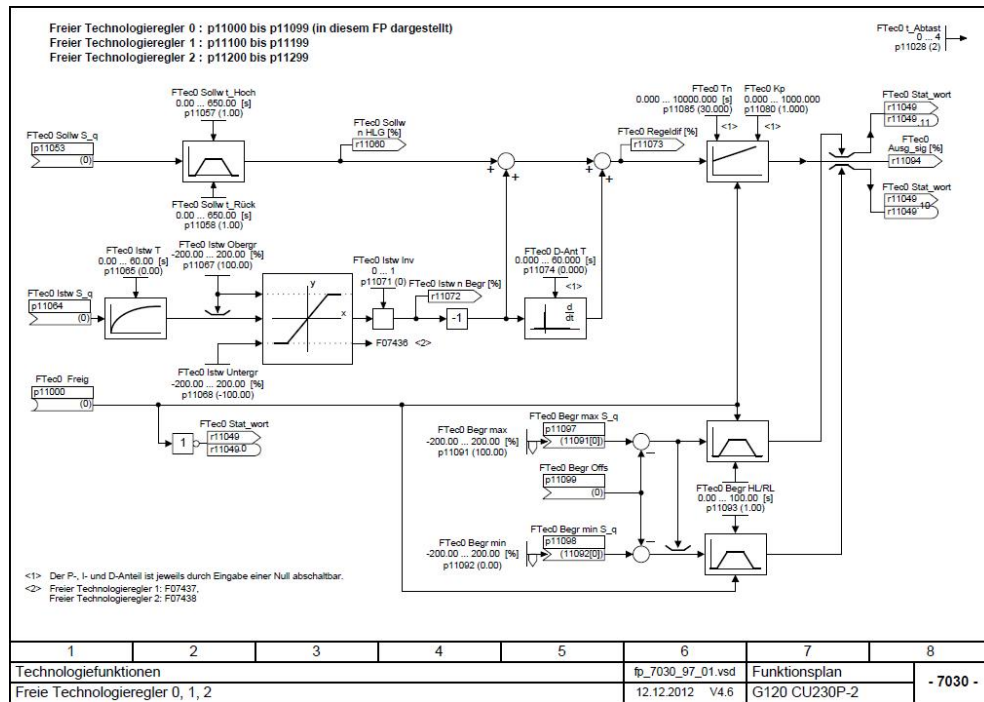 Freier Technologieregler 0 : p11000 bis p11099 (in diesem FP dargestellt)
Freier Technologieregler 1 : p11100 bis p11199
Freier Technologieregler 2 : p11200 bis p11299
FTec0 t_Abtast
0 ... 4
p11028 (2)
FTec0 Sollw t_Hoch
0.00 ... 650.00 [s]
p11057 (1.00)
FTec0 Sollw S_q
p11053
(0)
FTec0 Sollw
n HLG [%]
r11060
FTec0 Sollw t_Rück
0.00 ... 650.00 [s]
p11058 (1.00)
+
+
+
+
FTec0 Regeldif [%]
r11073
FTec0 Tn
0.000 ... 10000.000 [s]
p11085 (30.000)
<1>
FTec0 Kp
0.000 ... 1000.000
p11080 (1.000)
<1>
FTec0 Stat_wort
r11049
r11049 .11
FTec0
Ausg_sig [%]
r11094
FTec0 Stat_wort
r11049
r11049 .10
FTec0 Istw T
0.00 ... 60.00 [s]
p11065 (0.00)
FTec0 Istw Obergr
-200.00 ... 200.00 [%]
p11067 (100.00)
FTec0 Istw S_q
p11064
(0)
y
x
FTec0 Istw Inv
0 ... 1
p11071 (0)
FTec0 Istw n Begr [%]
r11072
-1
F07436 <2>
FTec0 D-Ant T
0.000 ... 60.000 [s]
p11074 (0.000)
<1>
d
dt
FTec0 Istw Untergr
-200.00 ... 200.00 [%]
p11068 (-100.00)
FTec0 Freig
p11000
(0)
1
FTec0 Stat_wort
r11049
r11049.0
FTec0 Begr max
-200.00 ... 200.00 [%]
p11091 (100.00)
FTec0 Begr max S_q
p11097
(11091[0])
FTec0 Begr Offs
p11099
(0)
FTec0 Begr HL/RL
0.00 ... 100.00 [s]
p11093 (1.00)
FTec0 Begr min
-200.00 ... 200.00 [%]
p11092 (0.00)
FTec0 Begr min S_q
p11098
(11092[0])
<1> Der P-, I- und D-Anteil ist jeweils durch Eingabe einer Null abschaltbar.
<2> Freier Technologieregler 1: F07437,
Freier Technologieregler 2: F07438
1 2 3 4 5 6 7 8
Technologiefunktionen fp_7030_97_01.vsd Funktionsplan
- 7030 -
Freie Technologieregler 0, 1, 2 12.12.2012 V4.6 G120 CU230P-2